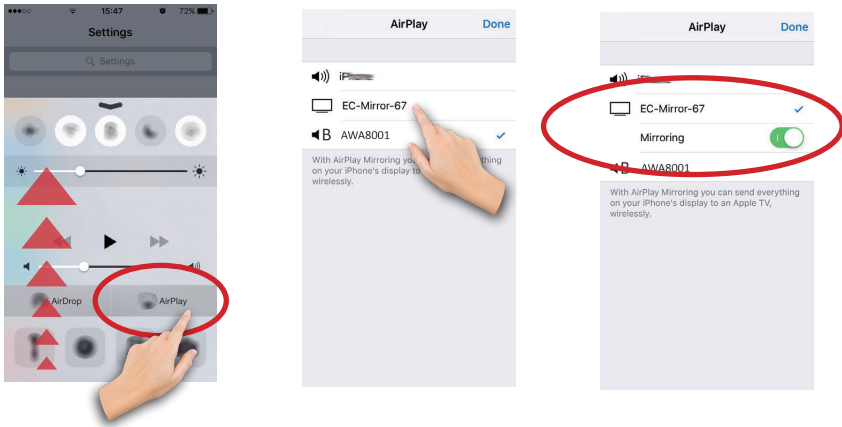 15:47
72%
Settings
Settings
AirDrop
AirPlay
AirPlay
Done
EC-Mirror-67
AWA8001
With AirPlay Mirroring you
thing
on your iPhone's display to
wirelessly.
AirPlay
Done
EC-Mirror-67
Mirroring
AWA8001
With AirPlay Mirroring you can send everything
on your iPhone's display to an Apple TV,
wirelessly.